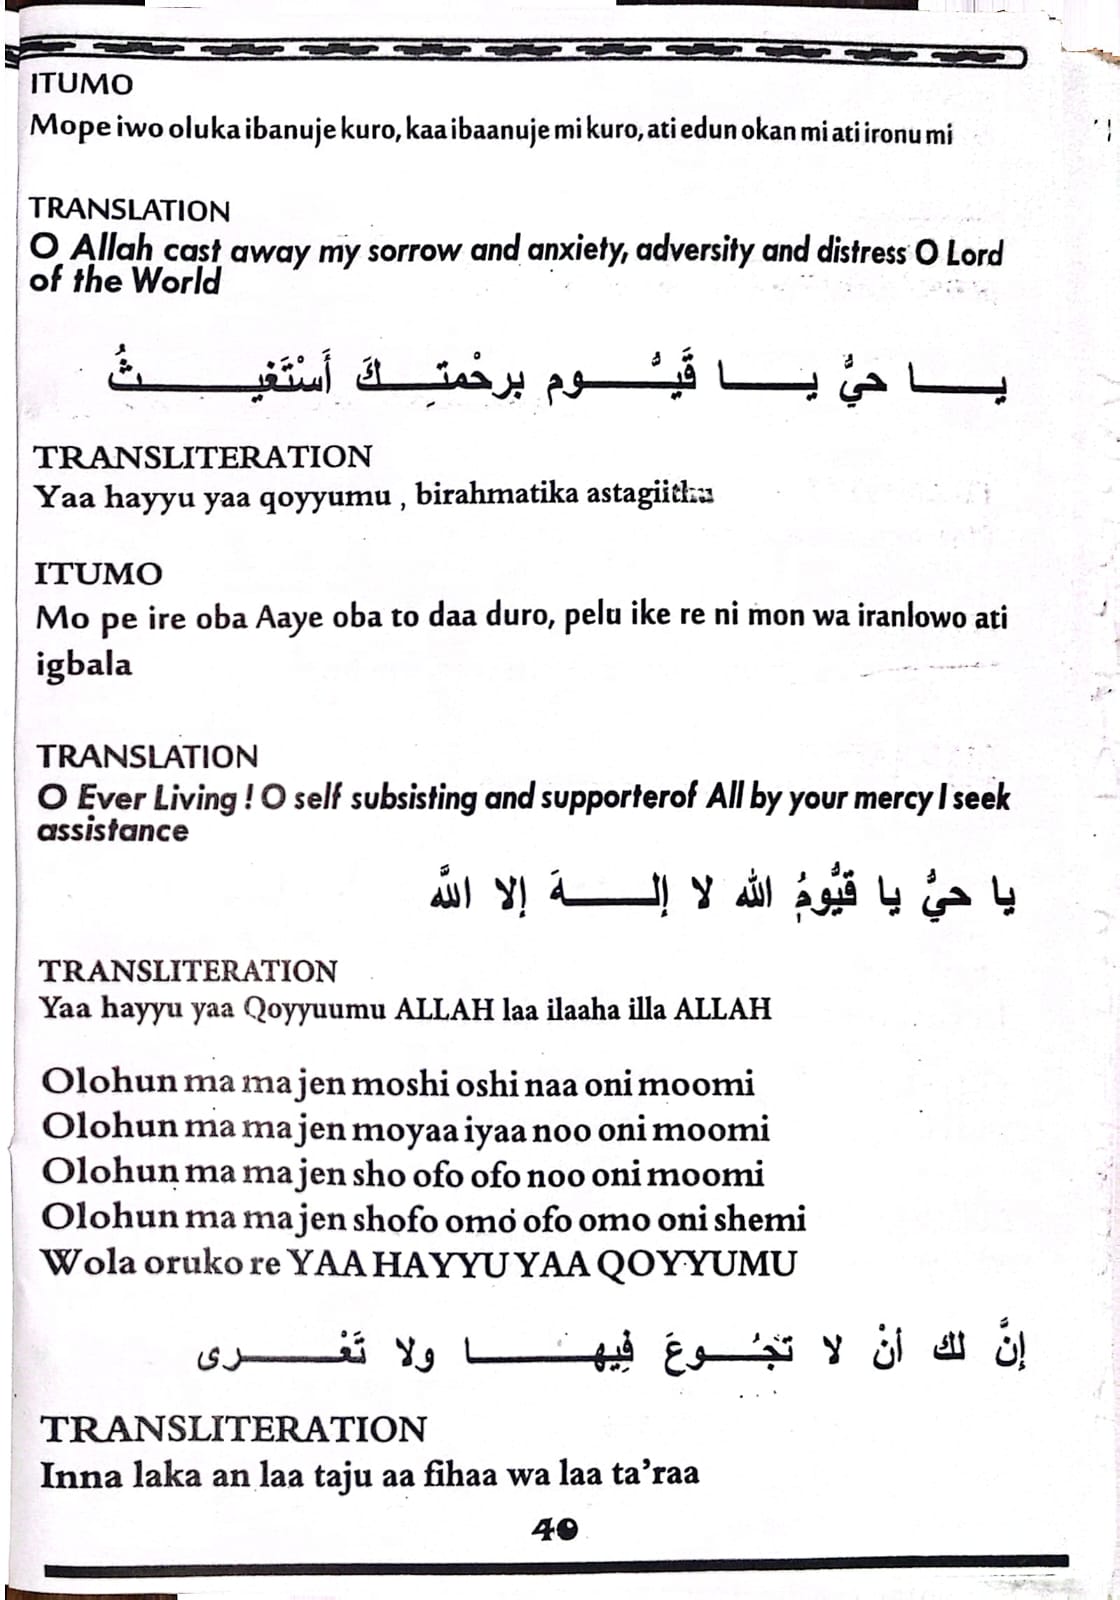 ITUMO
Mope iwo oluka ibanuje kuro, kaa ibaanuje mi kuro, ati edun okan mi ati ironu mi
TRANSLATION
O Allah cast away my sorrow and anxiety, adversity and distress O Lord
of the World
يـــــا حيُّ يـــــا قَيُّـــــوم برحْمتِـــكَ أَسْتَغَيِـــــــثُ
TRANSLITERATION
Yaa hayyu yaa qoyyumu , birahmatika astagiithu
ITUMO
Mo pe ire oba Aaye oba to daa duro, pelu ike re ni mon wa iranlowo ati
igbala
TRANSLATION
O Ever Living ! O self subsisting and supporterof All by your mercy I seek
assistance
يا حيُّ يا قيُّومُ الله لا إلـــــهَ إلا اللَّه
TRANSLITERATION
Yaa hayyu yaa Qoyyuumu ALLAH laa ilaaha illa ALLAH
Olohun ma ma jen moshi oshi naa oni moomi
Olohun ma ma jen moyaa iyaa noo oni moomi
Olohun ma ma jen sho ofo ofo noo oni moomi
Olohun ma ma jen shofo omo ofo omo oni shemi
Wola oruko re YAA HAYYU YAA QOYYUMU
إنَّ لك أنْ لا تجُـــوعَ فِيهـــــــا ولا تَعْـــــرى
TRANSLITERATION
Inna laka an laa taju aa fihaa wa laa ta’raa
40